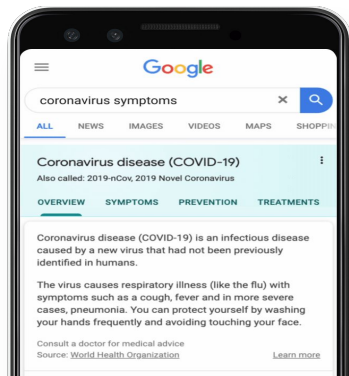 Google
coronavirus symptoms
ALL NEWS IMAGES VIDEOS MAPS SHOPPIN
Coronavirus disease (COVID-19)
Also called: 2019-nCov, 2019 Novel Coronavirus
OVERVIEW SYMPTOMS PREVENTION TREATMENTS
Coronavirus disease (COVID-19) is an infectious disease
caused by a new virus that had not been previously
identified in humans.
The virus causes respiratory illness (like the flu) with
symptoms such as a cough, fever and in more severe
cases, pneumonia. You can protect yourself by washing
your hands frequently and avoiding touching your face.
Consult a doctor for medical advice
Source: World Health Organization Learn more